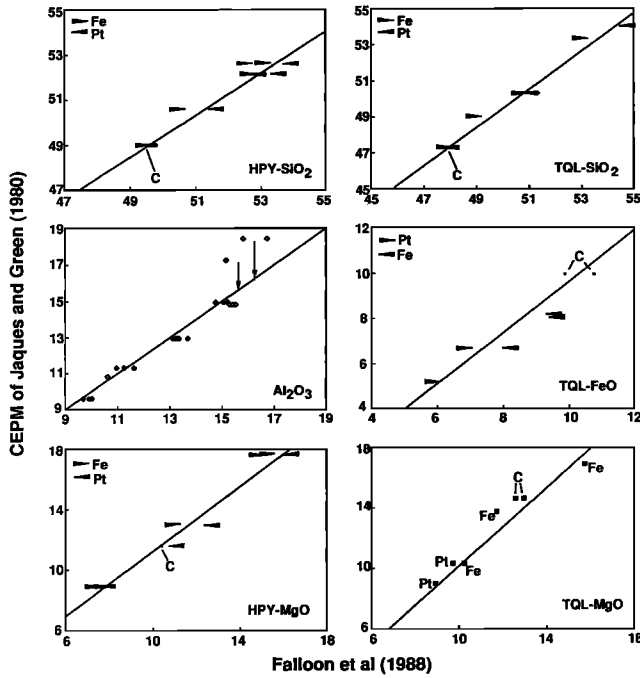 CEPM of Jaques and Green (1980)
Fe
Pt
55
54
52
50
48
47
47 49 51 53 55
C
HPY-SiO2
Fe
Pt
55
53
51
49
47
45
45 47 49 51 53 55
C
TQL-SiO2
19
17
15
13
11
9
9 11 13 15 17 19
Al2O3
Pt
Fe
12
10
8
6
4
4 6 8 10 12
C
TQL-FeO
Fe
Pt
18
14
10
6
6 10 14 18
C
HPY-MgO
18
14
10
6
6 10 14 18
C
Fe
Fe
Pt
Fe
Pt
TQL-MgO
Falloon et al (1988)